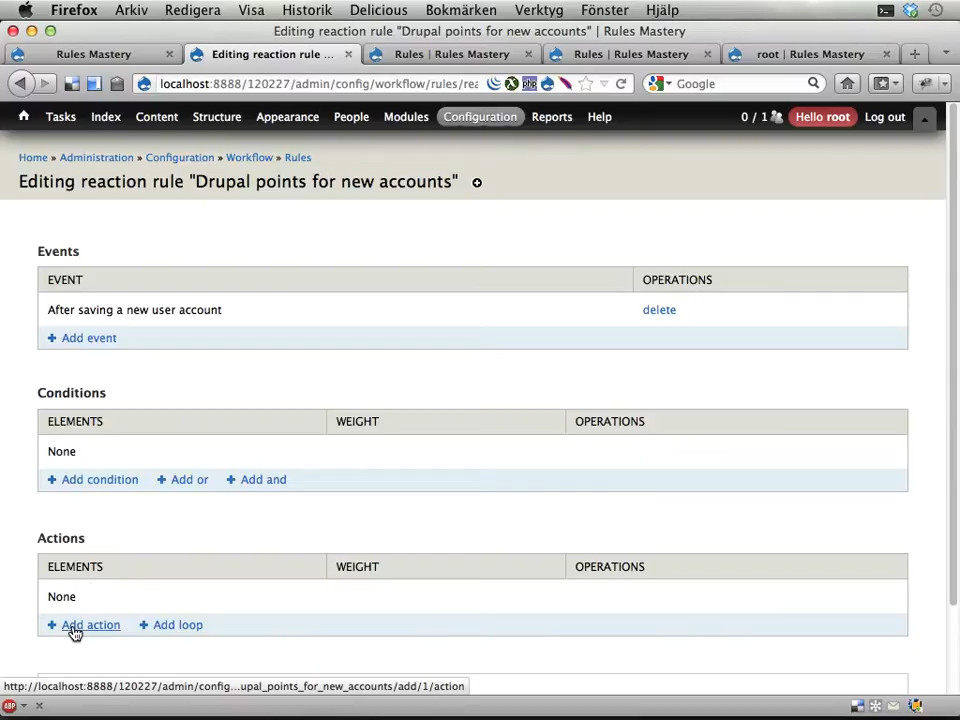 Firefox Arkiv Redigera Visa Historik Delicious Bokmärken Verktyg Fönster Hjälp
Editing reaction rule "Drupal points for new accounts" | Rules Mastery
Rules Mastery × Editing reaction rule ... × Rules | Rules Mastery × Rules | Rules Mastery × root | Rules Mastery × +
localhost:8888/120227/admin/config/workflow/rules/rea php Google
Tasks Index Content Structure Appearance People Modules Configuration Reports Help 0 / 1 Hello root Log out
Home » Administration » Configuration » Workflow » Rules
Editing reaction rule "Drupal points for new accounts"
Events
EVENT OPERATIONS
After saving a new user account delete
+ Add event
Conditions
ELEMENTS WEIGHT OPERATIONS
None
+ Add condition + Add or + Add and
Actions
ELEMENTS WEIGHT OPERATIONS
None
+ Add action + Add loop
http://localhost:8888/120227/admin/config...upal_points_for_new_accounts/add/1/action
ABP ×